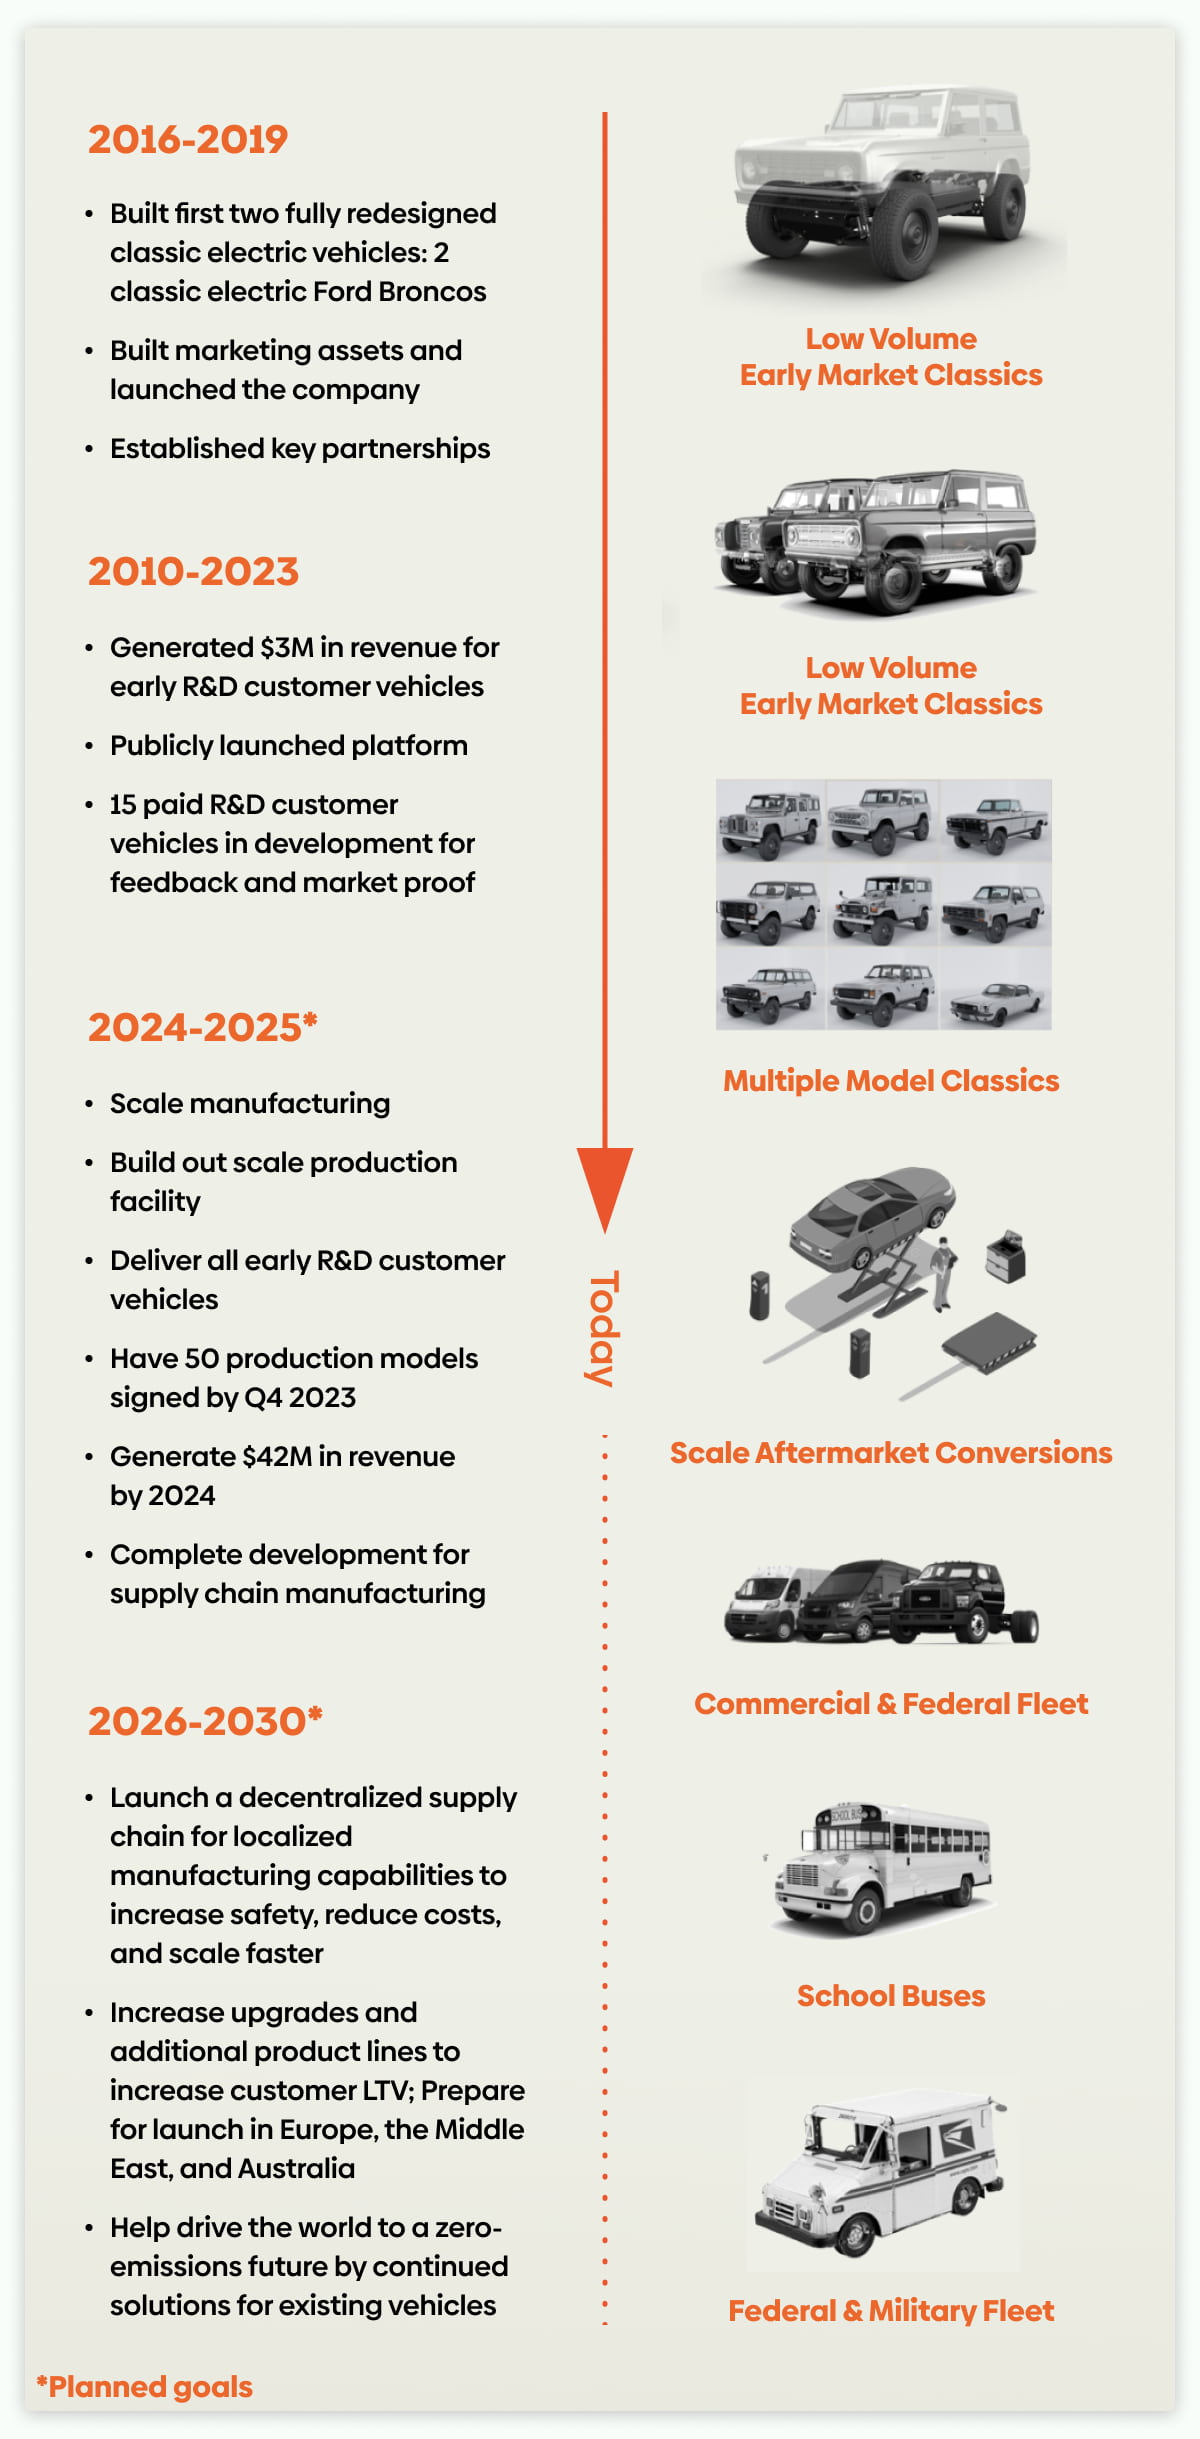 2016-2019
• Built first two fully redesigned
classic electric vehicles: 2
classic electric Ford Broncos
• Built marketing assets and
launched the company
• Established key partnerships
Low Volume
Early Market Classics
2010-2023
• Generated $3M in revenue for
early R&D customer vehicles
• Publicly launched platform
• 15 paid R&D customer
vehicles in development for
feedback and market proof
Low Volume
Early Market Classics
Multiple Model Classics
2024-2025*
• Scale manufacturing
• Build out scale production
facility
• Deliver all early R&D customer
vehicles
• Have 50 production models
signed by Q4 2023
• Generate $42M in revenue
by 2024
• Complete development for
supply chain manufacturing
Today
Scale Aftermarket Conversions
Commercial & Federal Fleet
2026-2030*
• Launch a decentralized supply
chain for localized
manufacturing capabilities to
increase safety, reduce costs,
and scale faster
• Increase upgrades and
additional product lines to
increase customer LTV; Prepare
for launch in Europe, the Middle
East, and Australia
• Help drive the world to a zero-
emissions future by continued
solutions for existing vehicles
SCHOOL BUS
School Buses
Federal & Military Fleet
*Planned goals